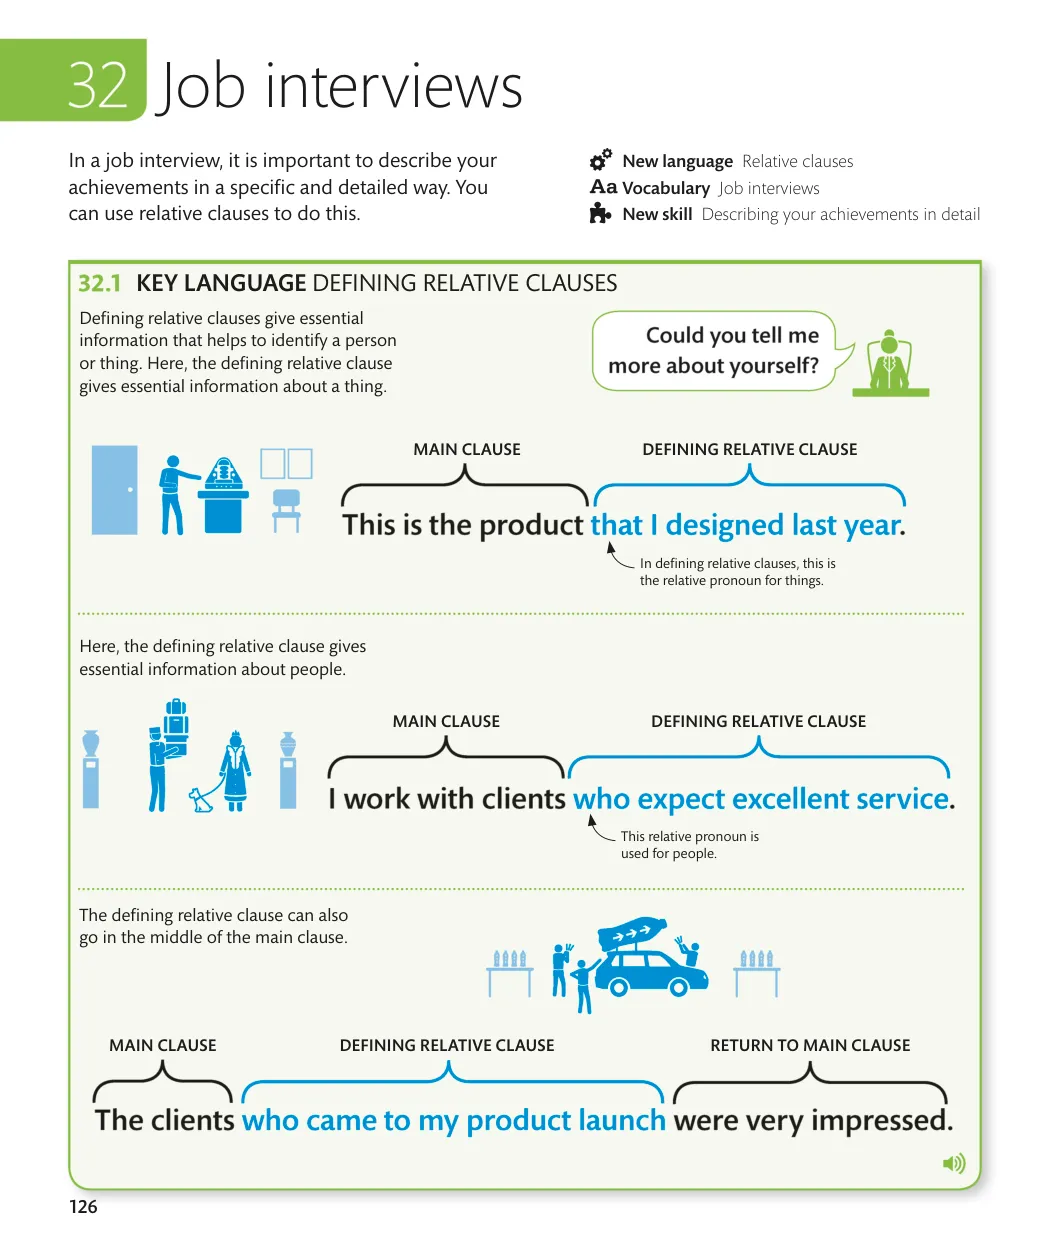 32 Job interviews
In a job interview, it is important to describe your
achievements in a specific and detailed way. You
can use relative clauses to do this.
New language Relative clauses
Aa Vocabulary Job interviews
New skill Describing your achievements in detail
32.1 KEY LANGUAGE DEFINING RELATIVE CLAUSES
Defining relative clauses give essential
information that helps to identify a person
or thing. Here, the defining relative clause
gives essential information about a thing.
Could you tell me
more about yourself?
MAIN CLAUSE DEFINING RELATIVE CLAUSE
This is the product that I designed last year.
In defining relative clauses, this is
the relative pronoun for things.
Here, the defining relative clause gives
essential information about people.
MAIN CLAUSE DEFINING RELATIVE CLAUSE
I work with clients who expect excellent service.
This relative pronoun is
used for people.
The defining relative clause can also
go in the middle of the main clause.
MAIN CLAUSE DEFINING RELATIVE CLAUSE RETURN TO MAIN CLAUSE
The clients who came to my product launch were very impressed.
126